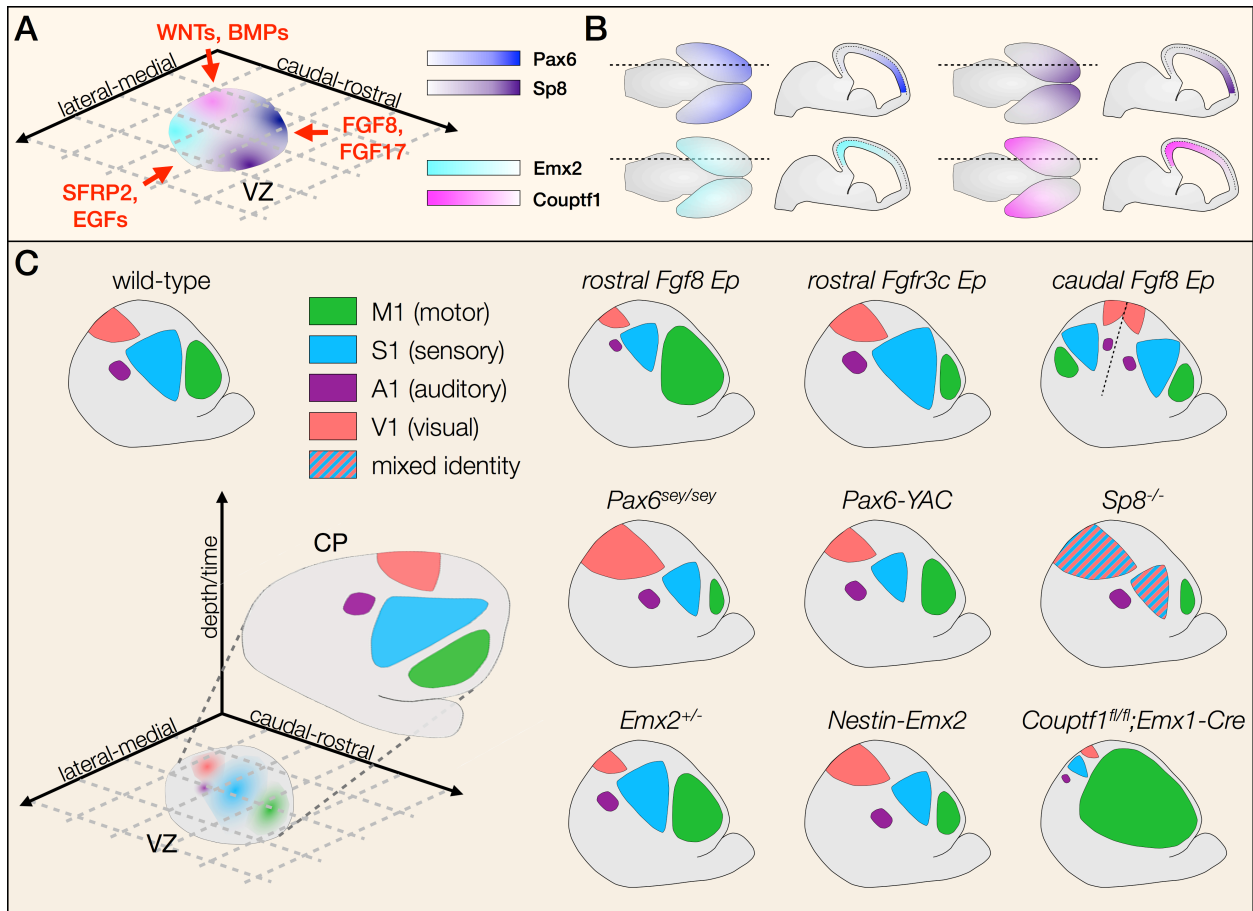 A
WNTs, BMPs
lateral-medial
caudal-rostral
FGF8,
FGF17
SFRP2,
EGFs
VZ
Pax6
Sp8
Emx2
Couptf1
B
C
wild-type
M1 (motor)
S1 (sensory)
A1 (auditory)
V1 (visual)
mixed identity
rostral Fgf8 Ep
rostral Fgfr3c Ep
caudal Fgf8 Ep
Pax6sey/sey
Pax6-YAC
Sp8-/-
Emx2+/-
Nestin-Emx2
Couptf1fl/fl;Emx1-Cre
depth/time
CP
lateral-medial
caudal-rostral
VZ